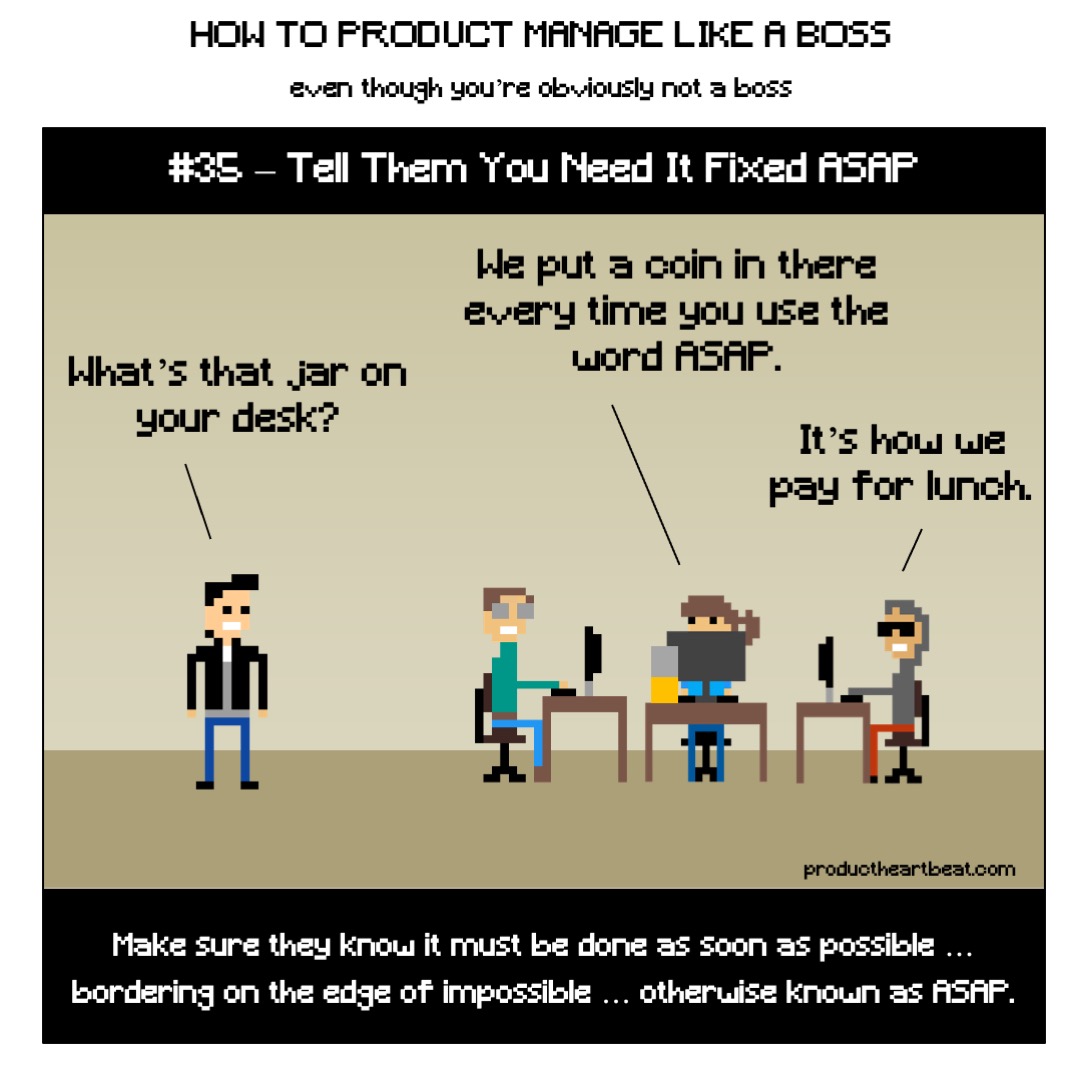 HOW TO PRODUCT MANAGE LIKE A BOSS
even though you're obviously not a boss
#35 – Tell Them You Need It Fixed ASAP
What's that jar on
your desk?
We put a coin in there
every time you use the
word ASAP.
It's how we
pay for lunch.
productheartbeat.com
Make sure they know it must be done as soon as possible ...
bordering on the edge of impossible ... otherwise known as ASAP.